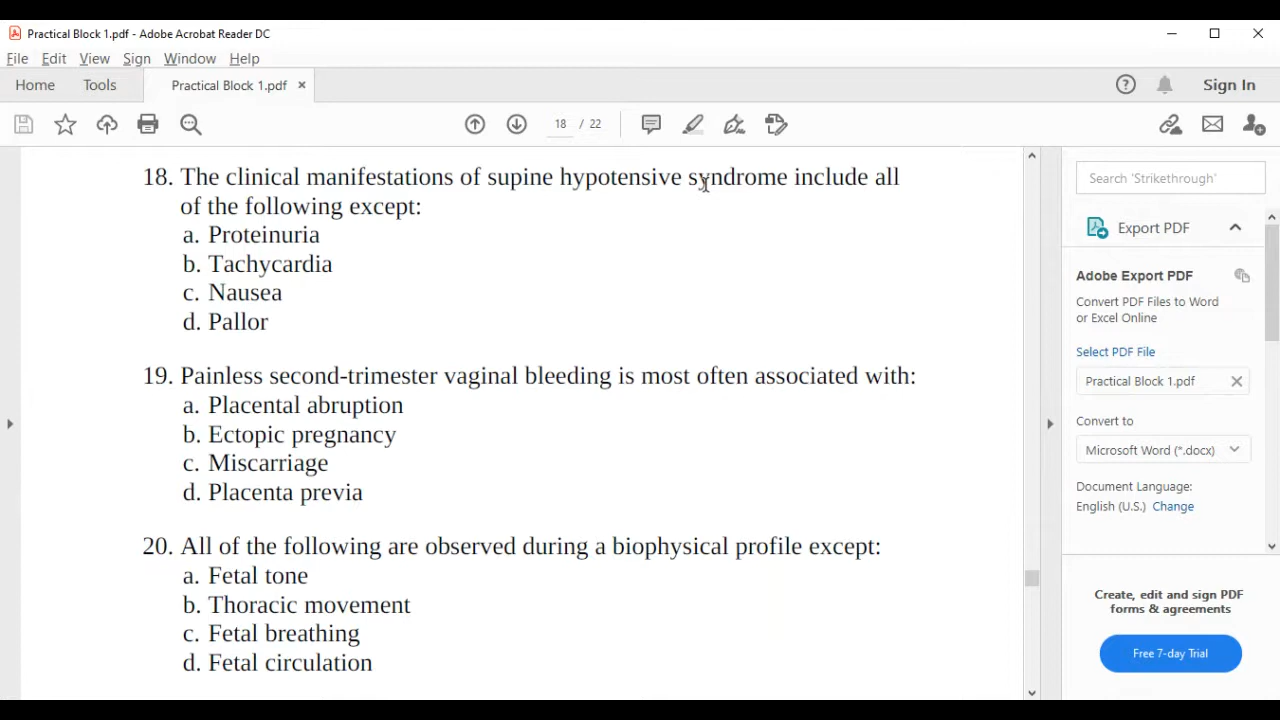 Practical Block 1.pdf - Adobe Acrobat Reader DC
File Edit View Sign Window Help
Home Tools Practical Block 1.pdf × Sign In
18 / 22
18. The clinical manifestations of supine hypotensive syndrome include all
of the following except:
a. Proteinuria
b. Tachycardia
c. Nausea
d. Pallor
19. Painless second-trimester vaginal bleeding is most often associated with:
a. Placental abruption
b. Ectopic pregnancy
c. Miscarriage
d. Placenta previa
20. All of the following are observed during a biophysical profile except:
a. Fetal tone
b. Thoracic movement
c. Fetal breathing
d. Fetal circulation
Search 'Strikethrough'
Export PDF
Adobe Export PDF
Convert PDF Files to Word
or Excel Online
Select PDF File
Practical Block 1.pdf
Convert to
Microsoft Word (*.docx)
Document Language:
English (U.S.) Change
Create, edit and sign PDF
forms & agreements
Free 7-day Trial